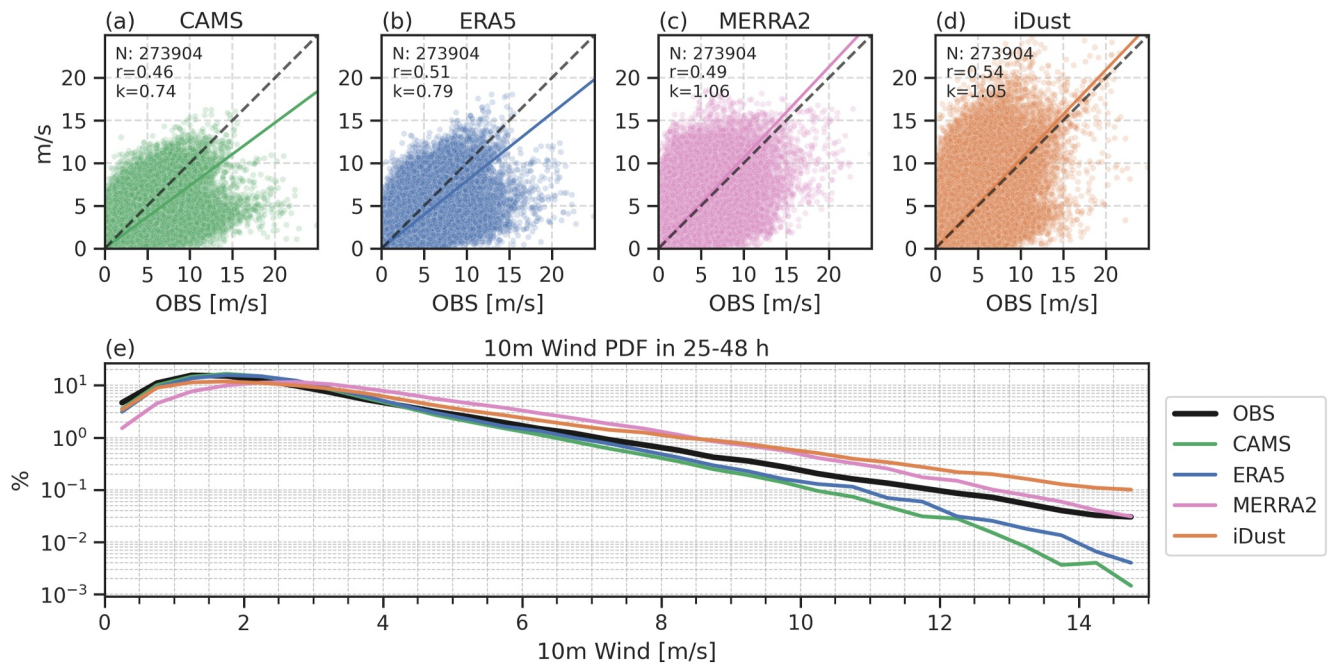 (a) CAMS
(b) ERA5
(c) MERRA2
(d) iDust
N: 273904
r=0.46
k=0.74
N: 273904
r=0.51
k=0.79
N: 273904
r=0.49
k=1.06
N: 273904
r=0.54
k=1.05
m/s
20
15
10
5
0
20
15
10
5
0
20
15
10
5
0
20
15
10
5
0
0 5 10 15 20
0 5 10 15 20
0 5 10 15 20
0 5 10 15 20
OBS [m/s]
OBS [m/s]
OBS [m/s]
OBS [m/s]
(e) 10m Wind PDF in 25-48 h
%
10¹
10⁰
10⁻¹
10⁻²
10⁻³
0 2 4 6 8 10 12 14
10m Wind [m/s]
OBS
CAMS
ERA5
MERRA2
iDust